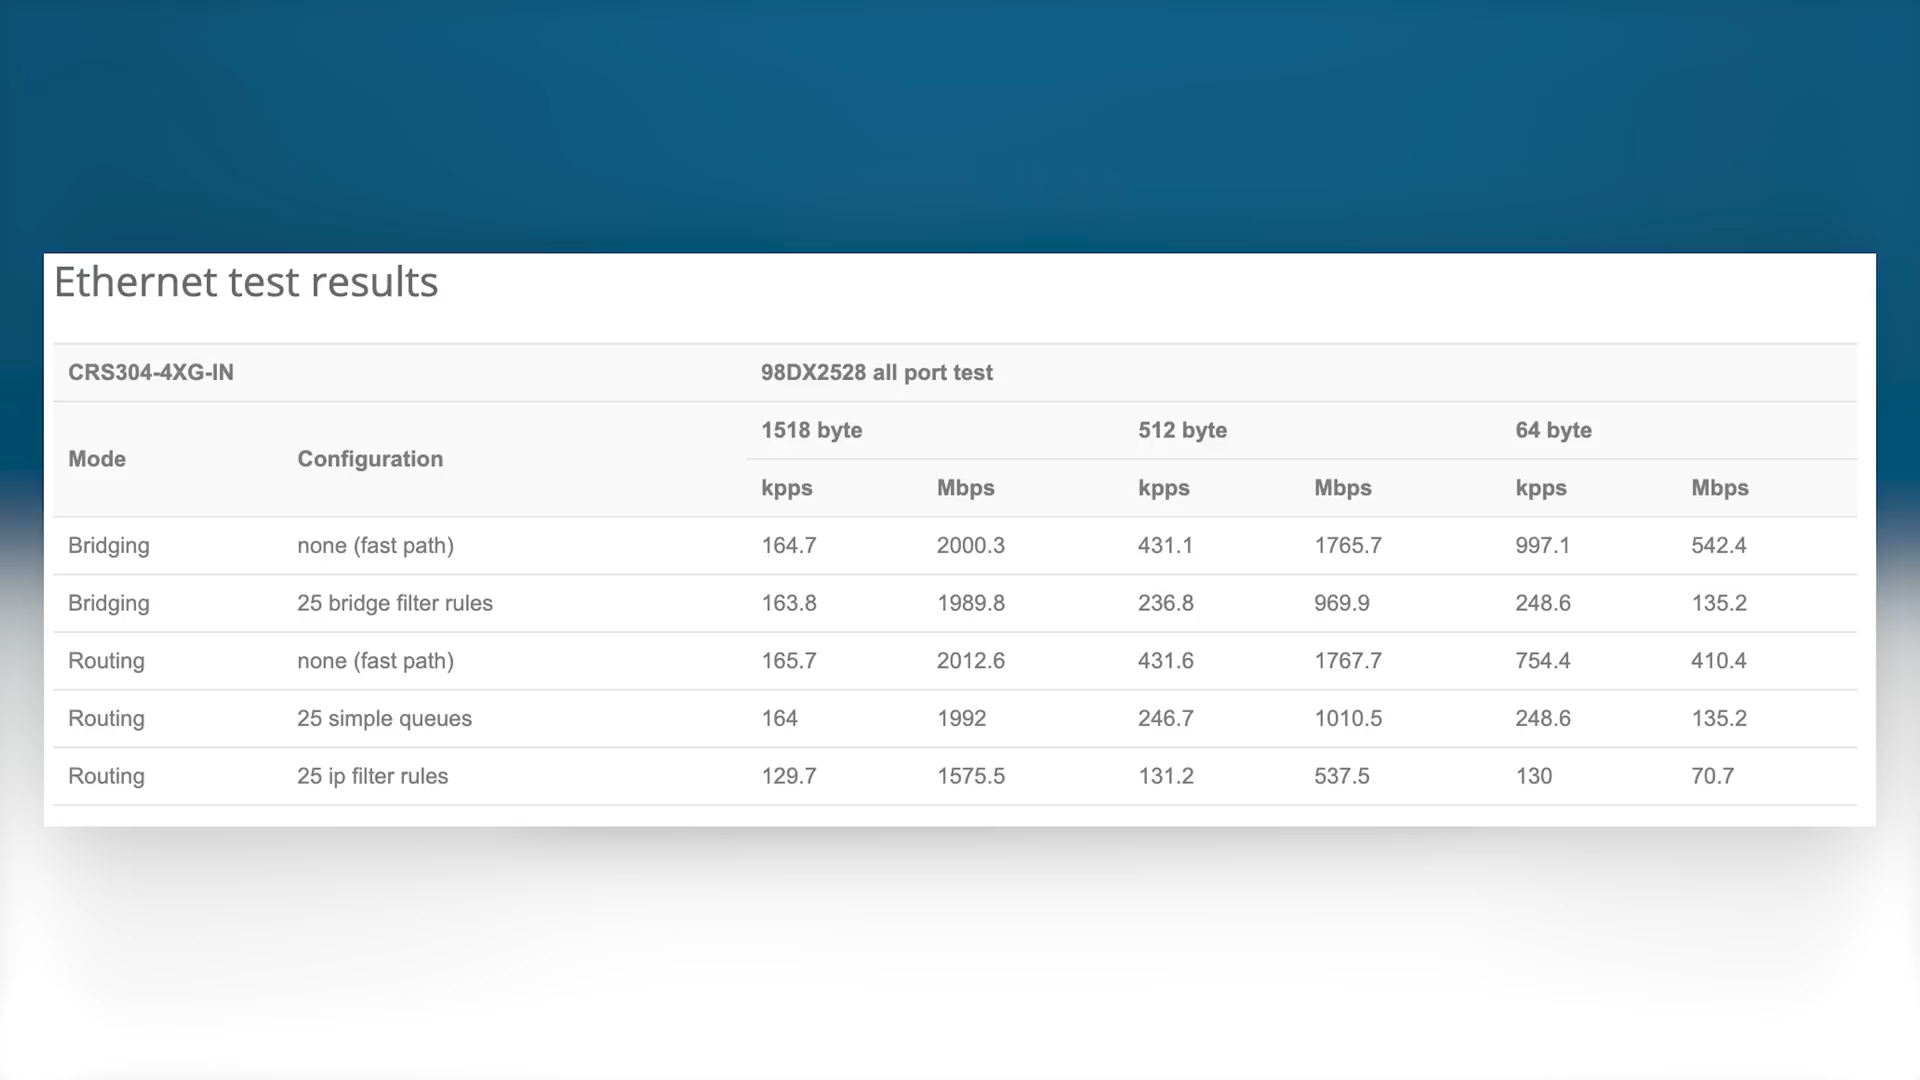 Ethernet test results
CRS304-4XG-IN 98DX2528 all port test
1518 byte 512 byte 64 byte
Mode Configuration
kpps Mbps kpps Mbps kpps Mbps
Bridging none (fast path) 164.7 2000.3 431.1 1765.7 997.1 542.4
Bridging 25 bridge filter rules 163.8 1989.8 236.8 969.9 248.6 135.2
Routing none (fast path) 165.7 2012.6 431.6 1767.7 754.4 410.4
Routing 25 simple queues 164 1992 246.7 1010.5 248.6 135.2
Routing 25 ip filter rules 129.7 1575.5 131.2 537.5 130 70.7